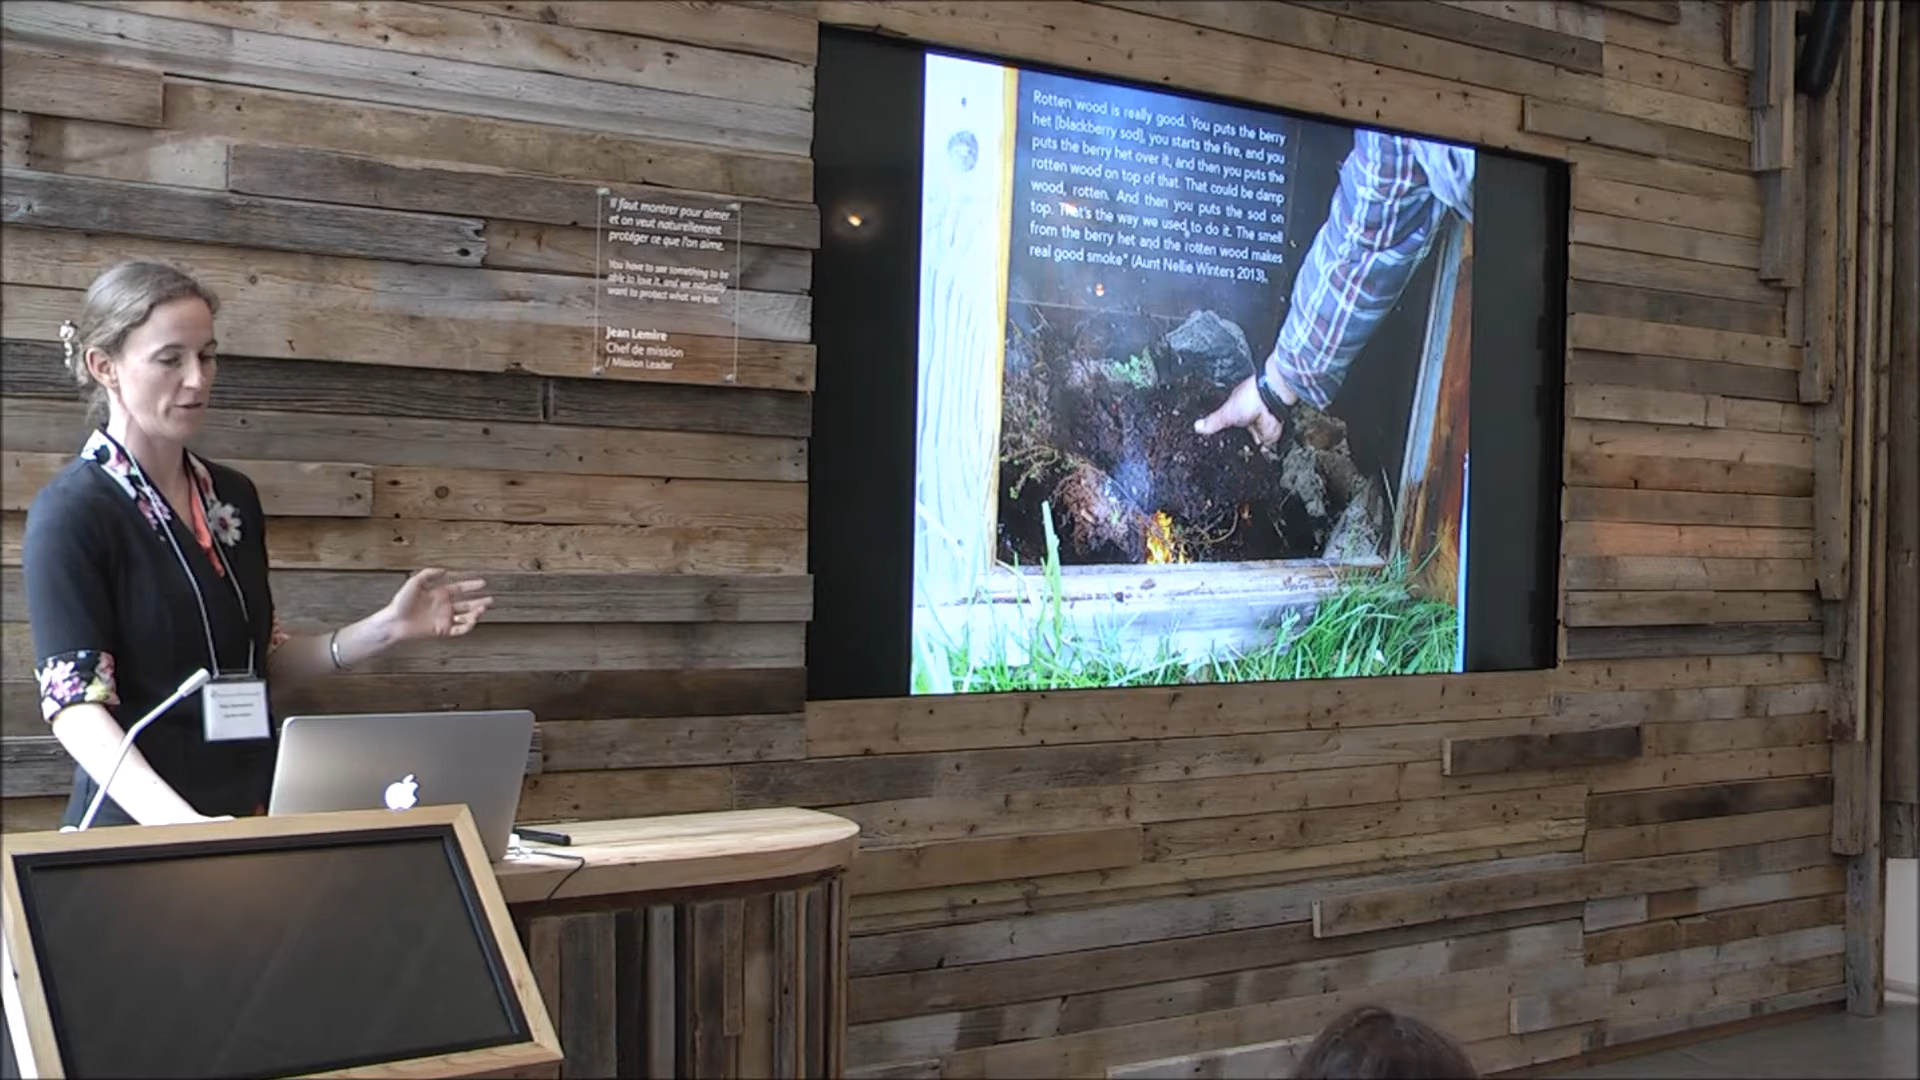 Il faut montrer pour aimer
et on veut naturellement
protéger ce que l'on aime.
You have to see something to be
able to love it, and we naturally
want to protect what we love.
Jean Lemire
Chef de mission
/ Mission Leader
Rotten wood is really good. You puts the berry
het [blackberry sod], you starts the fire, and you
puts the berry het over it, and then you puts the
rotten wood on top of that. That could be damp
wood, rotten. And then you puts the sod on
top. That's the way we used to do it. The smell
from the berry het and the rotten wood makes
real good smoke" (Aunt Nellie Winters 2013).